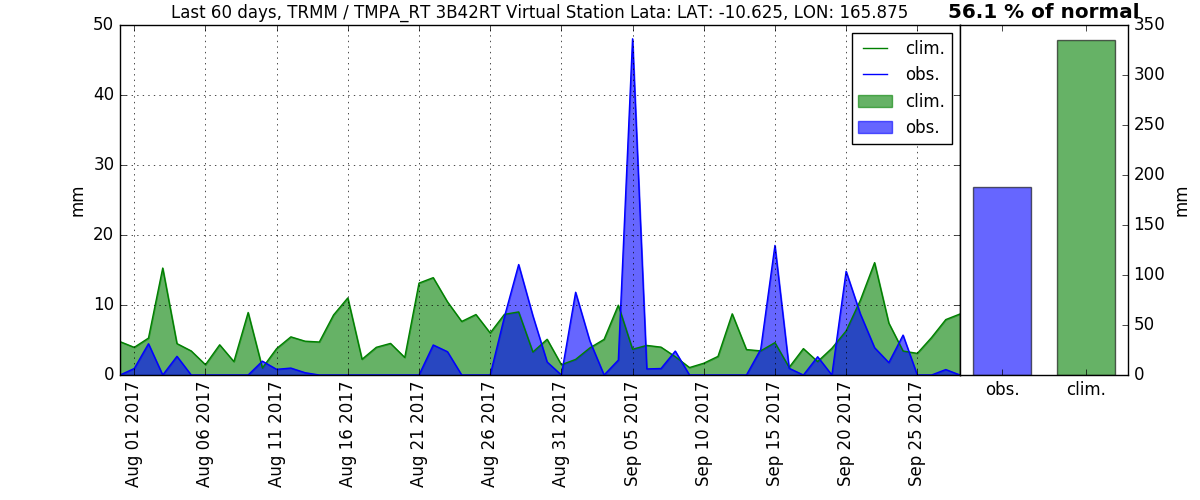 Last 60 days, TRMM / TMPA_RT 3B42RT Virtual Station Lata: LAT: -10.625, LON: 165.875
56.1 % of normal
50
40
30
20
10
0
mm
clim.
obs.
clim.
obs.
350
300
250
200
150
100
50
0
mm
Aug 01 2017
Aug 06 2017
Aug 11 2017
Aug 16 2017
Aug 21 2017
Aug 26 2017
Aug 31 2017
Sep 05 2017
Sep 10 2017
Sep 15 2017
Sep 20 2017
Sep 25 2017
obs.
clim.